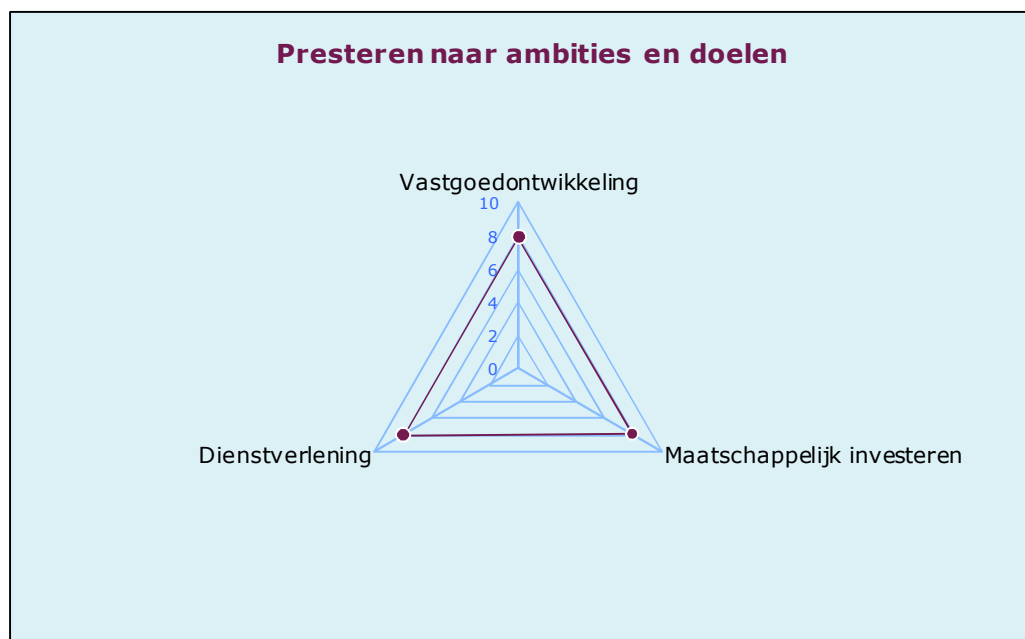 Presteren naar ambities en doelen
Vastgoedontwikkeling
10
8
6
4
2
0
Dienstverlening
Maatschappelijk investeren